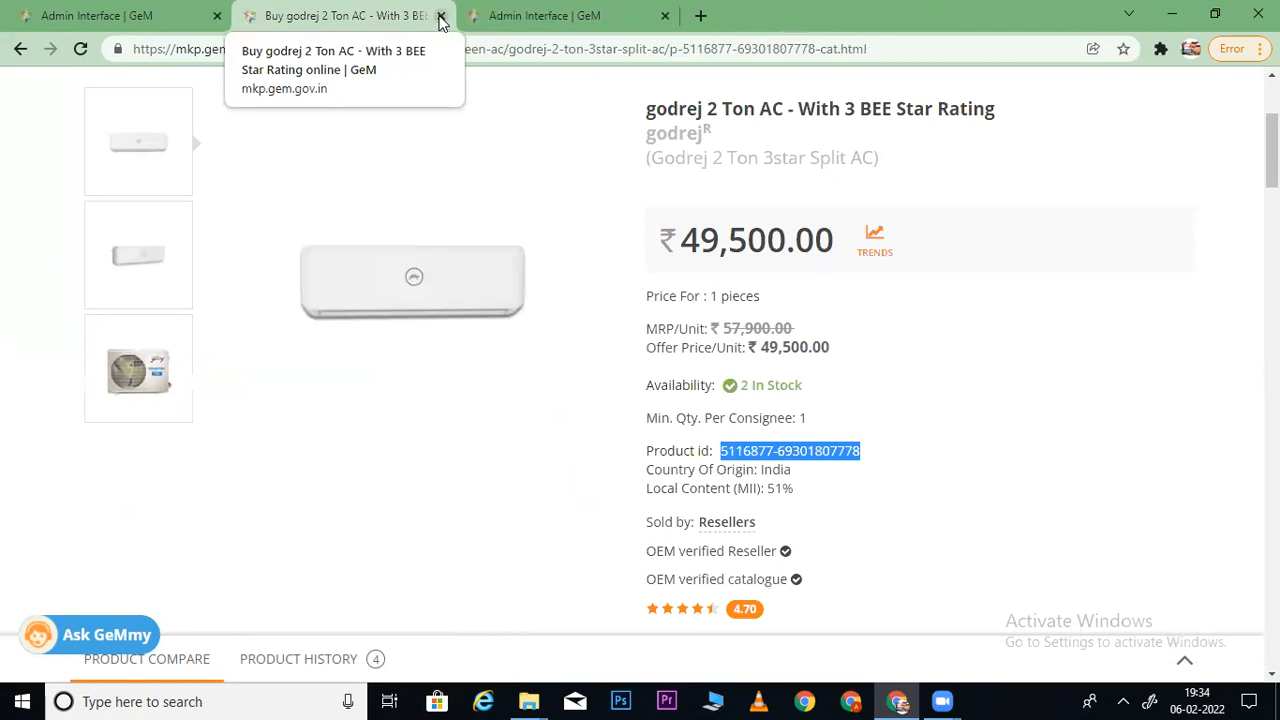 Admin Interface | GeM
Buy godrej 2 Ton AC - With 3 BEE
Admin Interface | GeM
https://mkp.gem
een-ac/godrej-2-ton-3star-split-ac/p-5116877-69301807778-cat.html
Error
Buy godrej 2 Ton AC - With 3 BEE
Star Rating online | GeM
mkp.gem.gov.in
godrej 2 Ton AC - With 3 BEE Star Rating
godrejR
(Godrej 2 Ton 3star Split AC)
₹ 49,500.00
TRENDS
Price For : 1 pieces
MRP/Unit: ₹ 57,900.00
Offer Price/Unit: ₹ 49,500.00
Availability: 2 In Stock
Min. Qty. Per Consignee: 1
Product id: 5116877-69301807778
Country Of Origin: India
Local Content (MII): 51%
Sold by: Resellers
OEM verified Reseller
OEM verified catalogue
4.70
Activate Windows
Go to Settings to activate Windows.
Ask GeMmy
PRODUCT COMPARE
PRODUCT HISTORY 4
Type here to search
Ps
Pr
19:34
06-02-2022